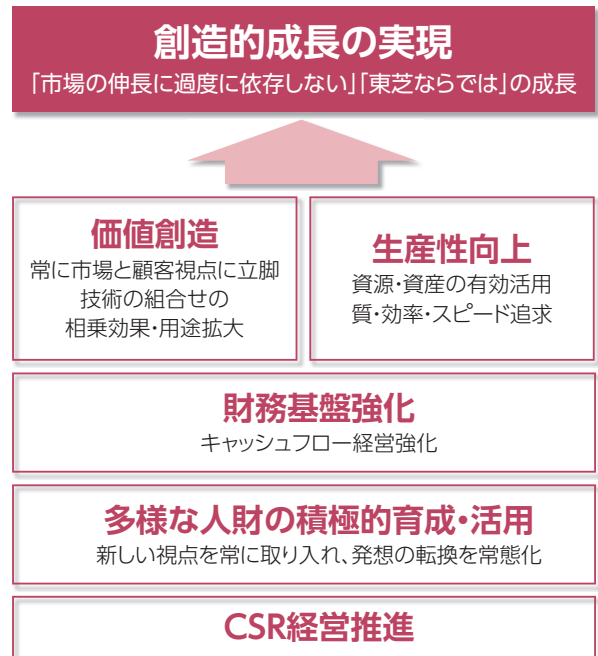 創造的成長の実現
「市場の伸長に過度に依存しない」「東芝ならでは」の成長
価値創造
常に市場と顧客視点に立脚
技術の組合せの
相乗効果・用途拡大
生産性向上
資源・資産の有効活用
質・効率・スピード追求
財務基盤強化
キャッシュフロー経営強化
多様な人財の積極的育成・活用
新しい視点を常に取り入れ、発想の転換を常態化
CSR経営推進